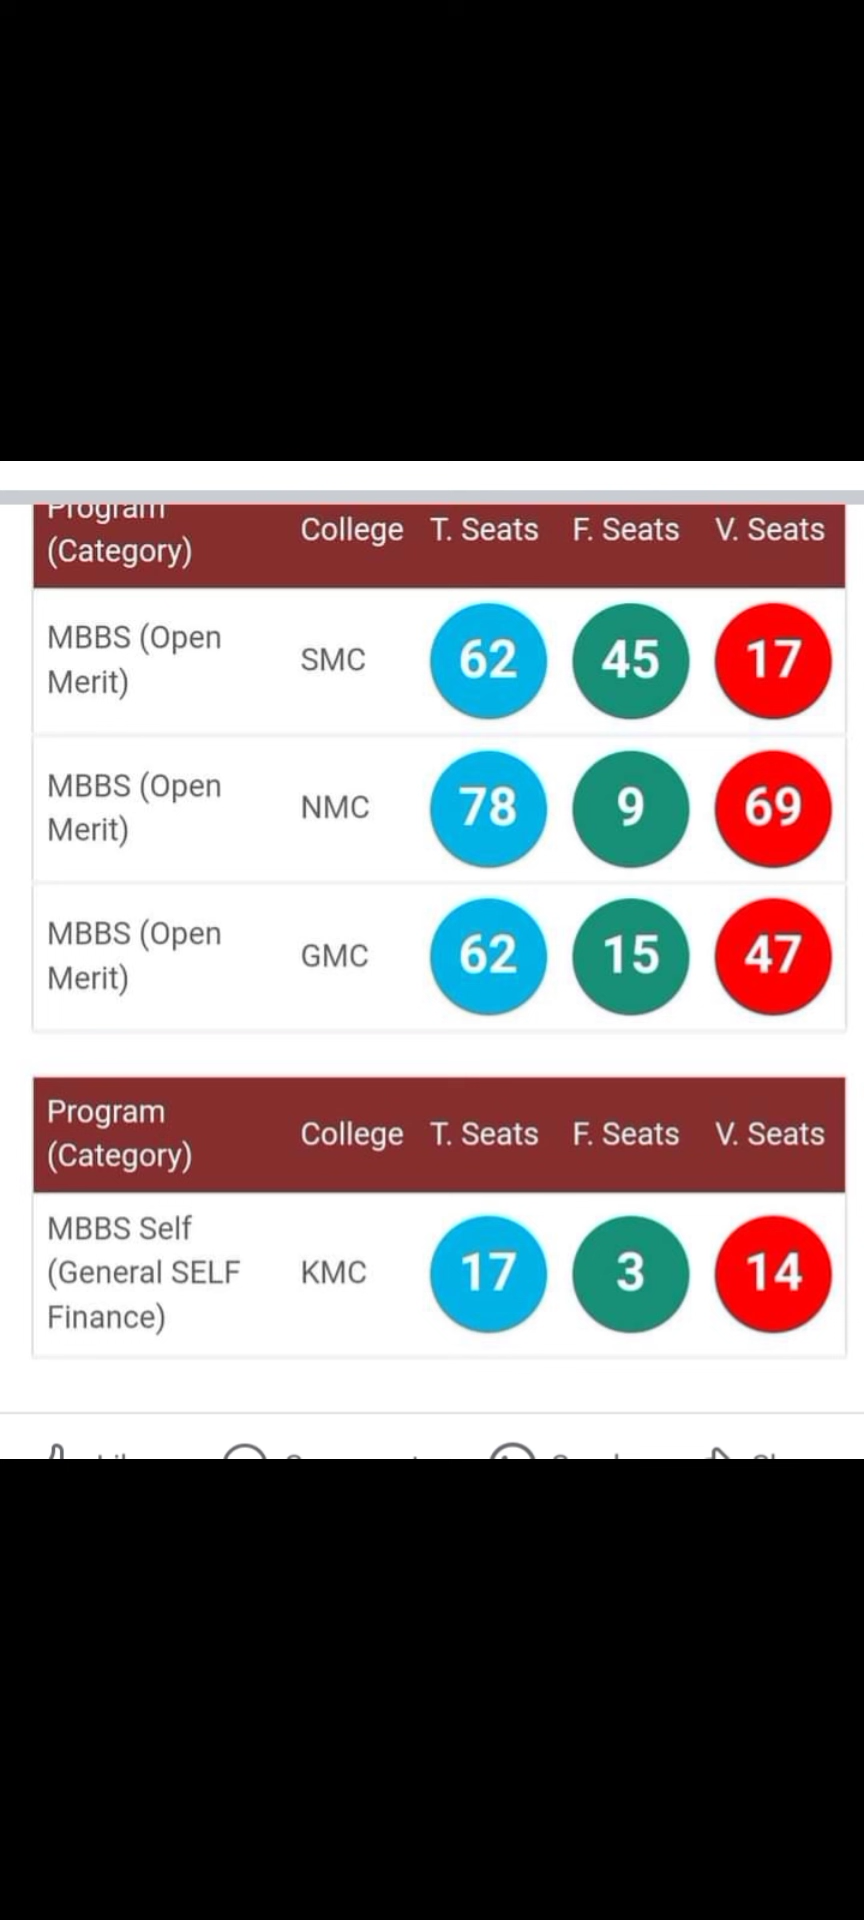 Program
(Category) College T. Seats F. Seats V. Seats
MBBS (Open
Merit) SMC 62 45 17
MBBS (Open
Merit) NMC 78 9 69
MBBS (Open
Merit) GMC 62 15 47
Program
(Category) College T. Seats F. Seats V. Seats
MBBS Self
(General SELF KMC 17 3 14
Finance)